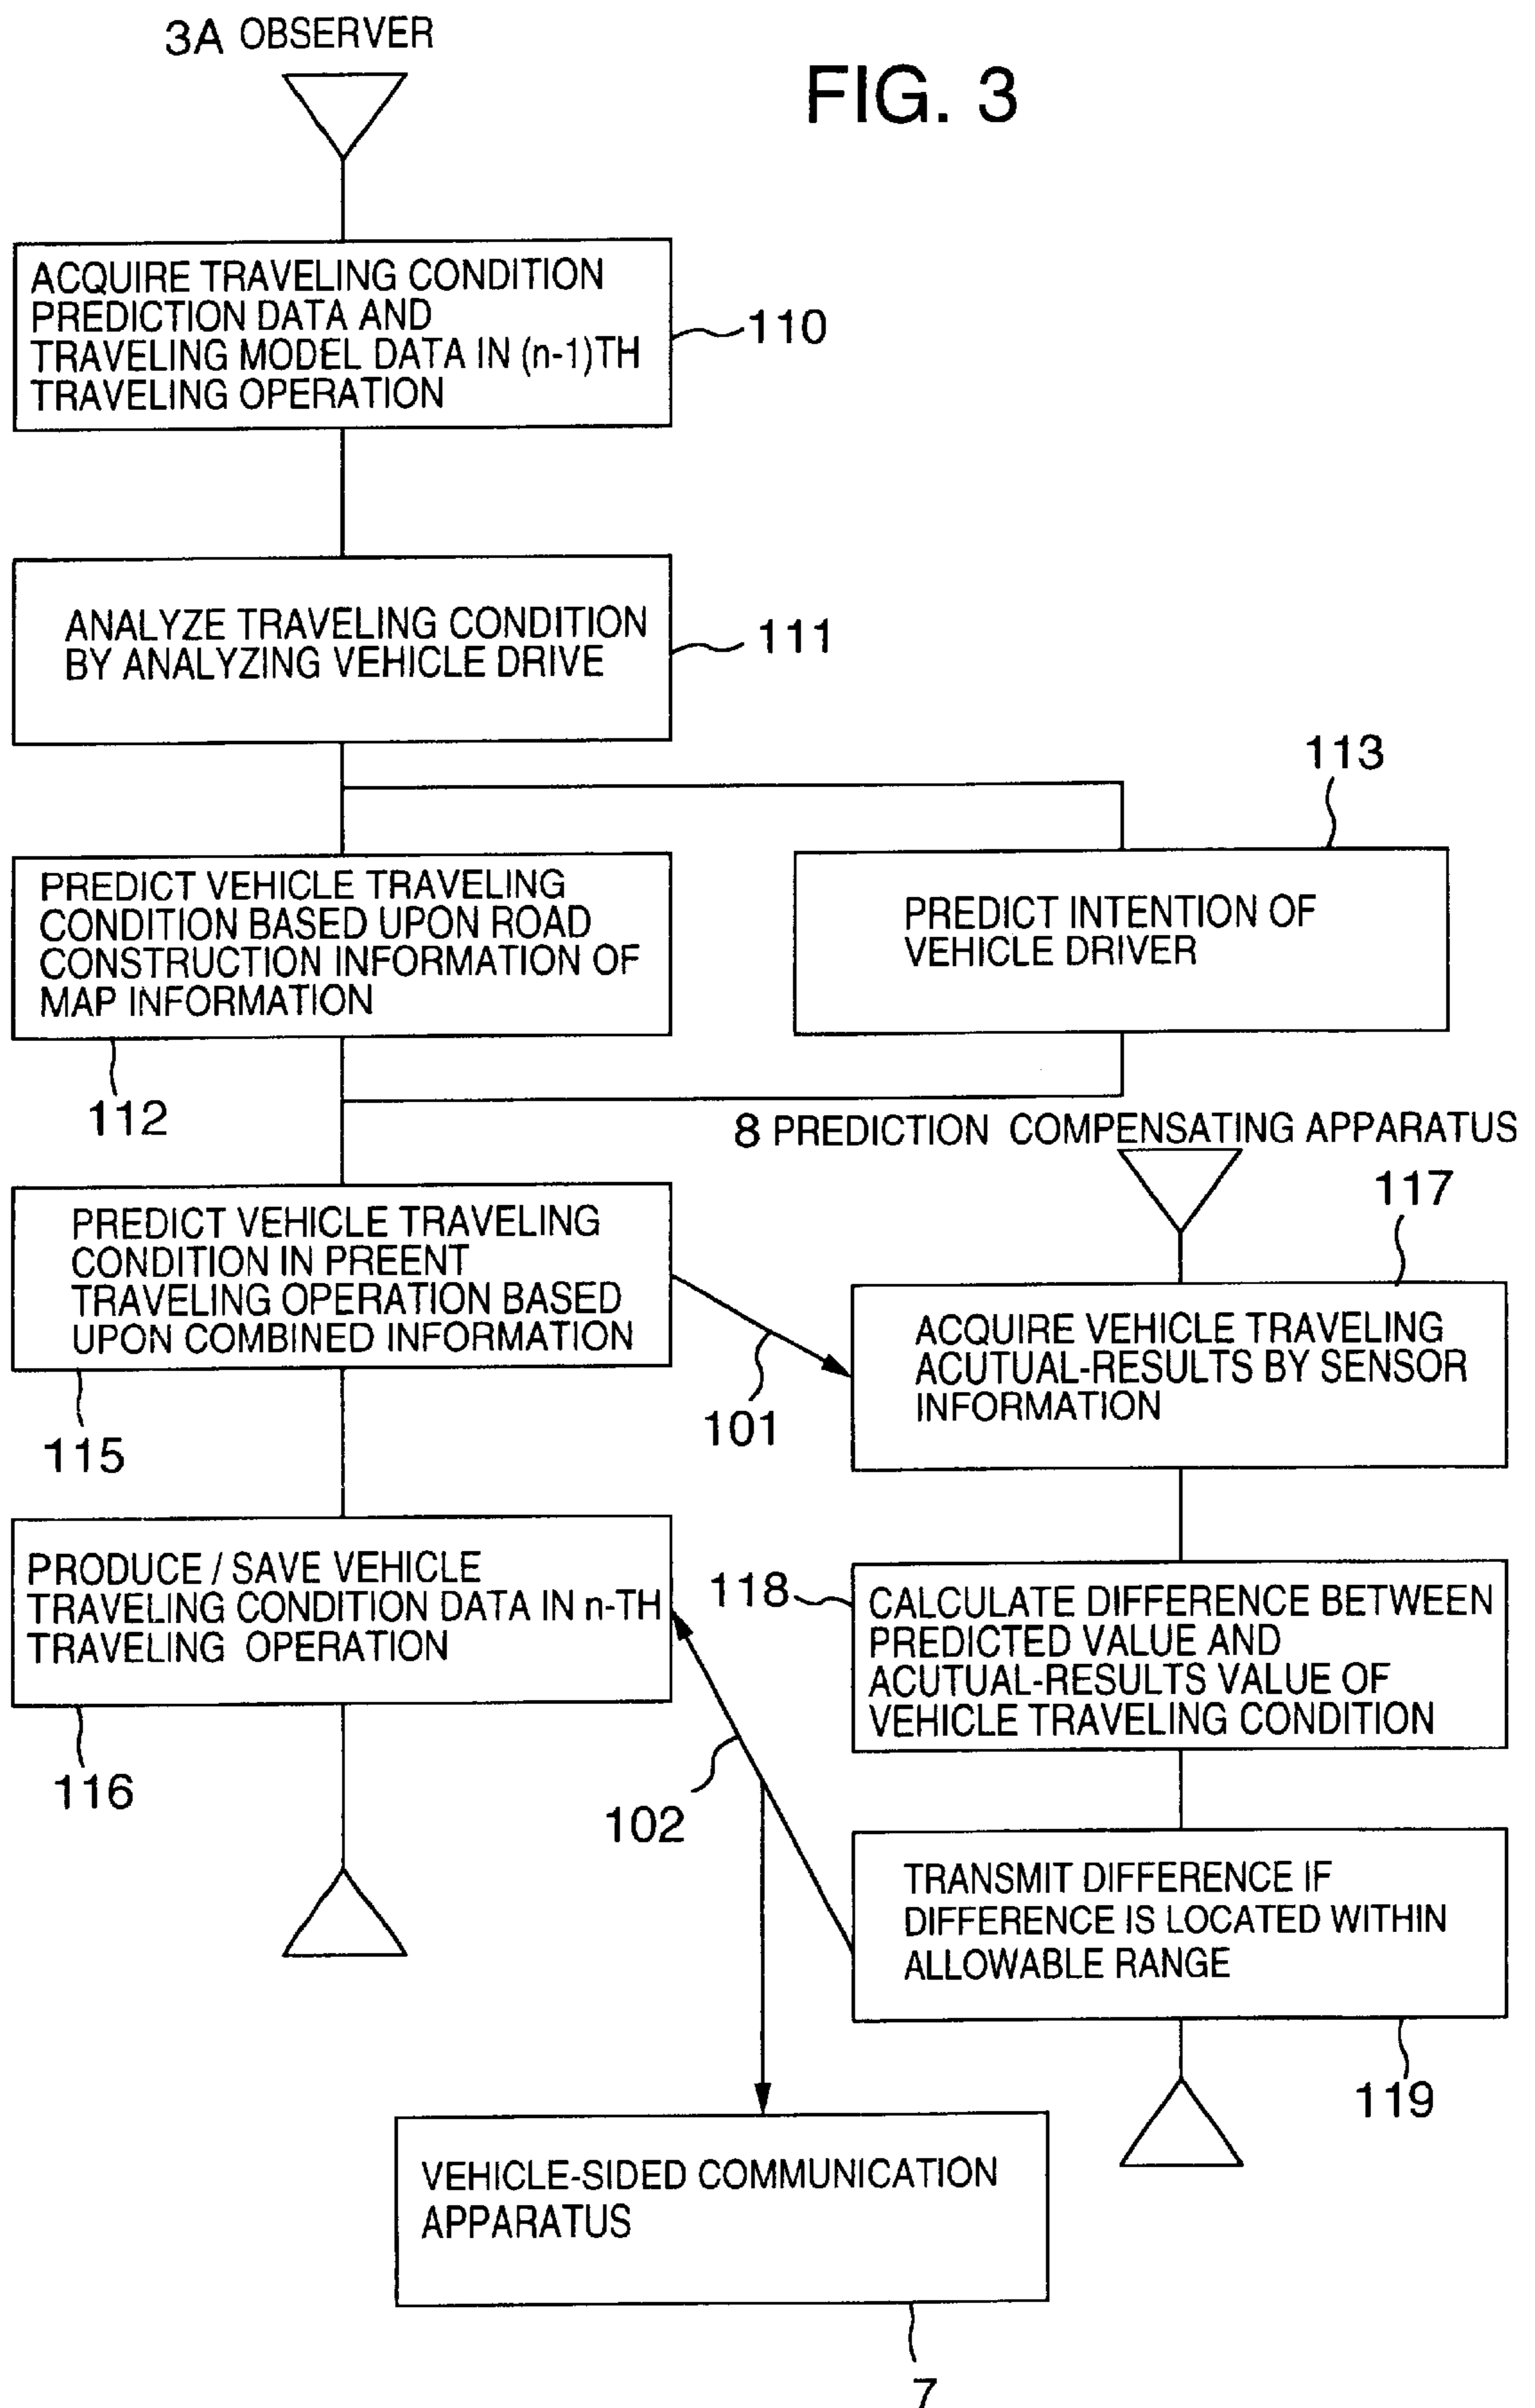 3A OBSERVER
FIG. 3
ACQUIRE TRAVELING CONDITION
PREDICTION DATA AND
TRAVELING MODEL DATA IN (n-1)TH
TRAVELING OPERATION
110
ANALYZE TRAVELING CONDITION
BY ANALYZING VEHICLE DRIVE
111
113
PREDICT VEHICLE TRAVELING
CONDITION BASED UPON ROAD
CONSTRUCTION INFORMATION OF
MAP INFORMATION
112
PREDICT INTENTION OF
VEHICLE DRIVER
8 PREDICTION COMPENSATING APPARATUS
117
PREDICT VEHICLE TRAVELING
CONDITION IN PREENT
TRAVELING OPERATION BASED
UPON COMBINED INFORMATION
115
101
ACQUIRE VEHICLE TRAVELING
ACUTUAL-RESULTS BY SENSOR
INFORMATION
PRODUCE / SAVE VEHICLE
TRAVELING CONDITION DATA IN n-TH
TRAVELING OPERATION
116
118
CALCULATE DIFFERENCE BETWEEN
PREDICTED VALUE AND
ACUTUAL-RESULTS VALUE OF
VEHICLE TRAVELING CONDITION
102
TRANSMIT DIFFERENCE IF
DIFFERENCE IS LOCATED WITHIN
ALLOWABLE RANGE
119
VEHICLE-SIDED COMMUNICATION
APPARATUS
7